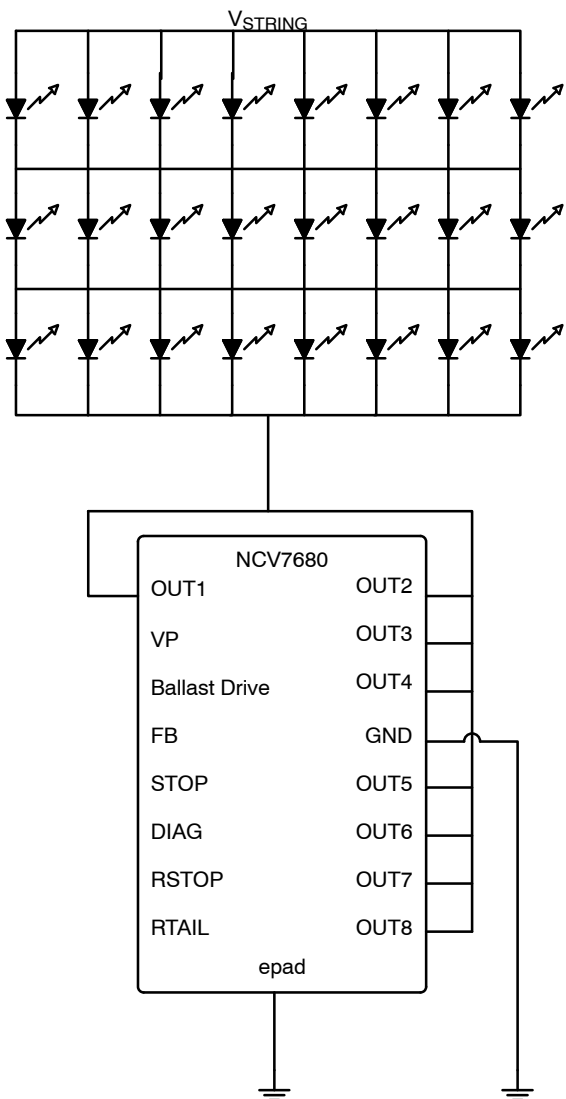 VSTRING
NCV7680
OUT1
OUT2
VP
OUT3
Ballast Drive
OUT4
FB
GND
STOP
OUT5
DIAG
OUT6
RSTOP
OUT7
RTAIL
OUT8
epad